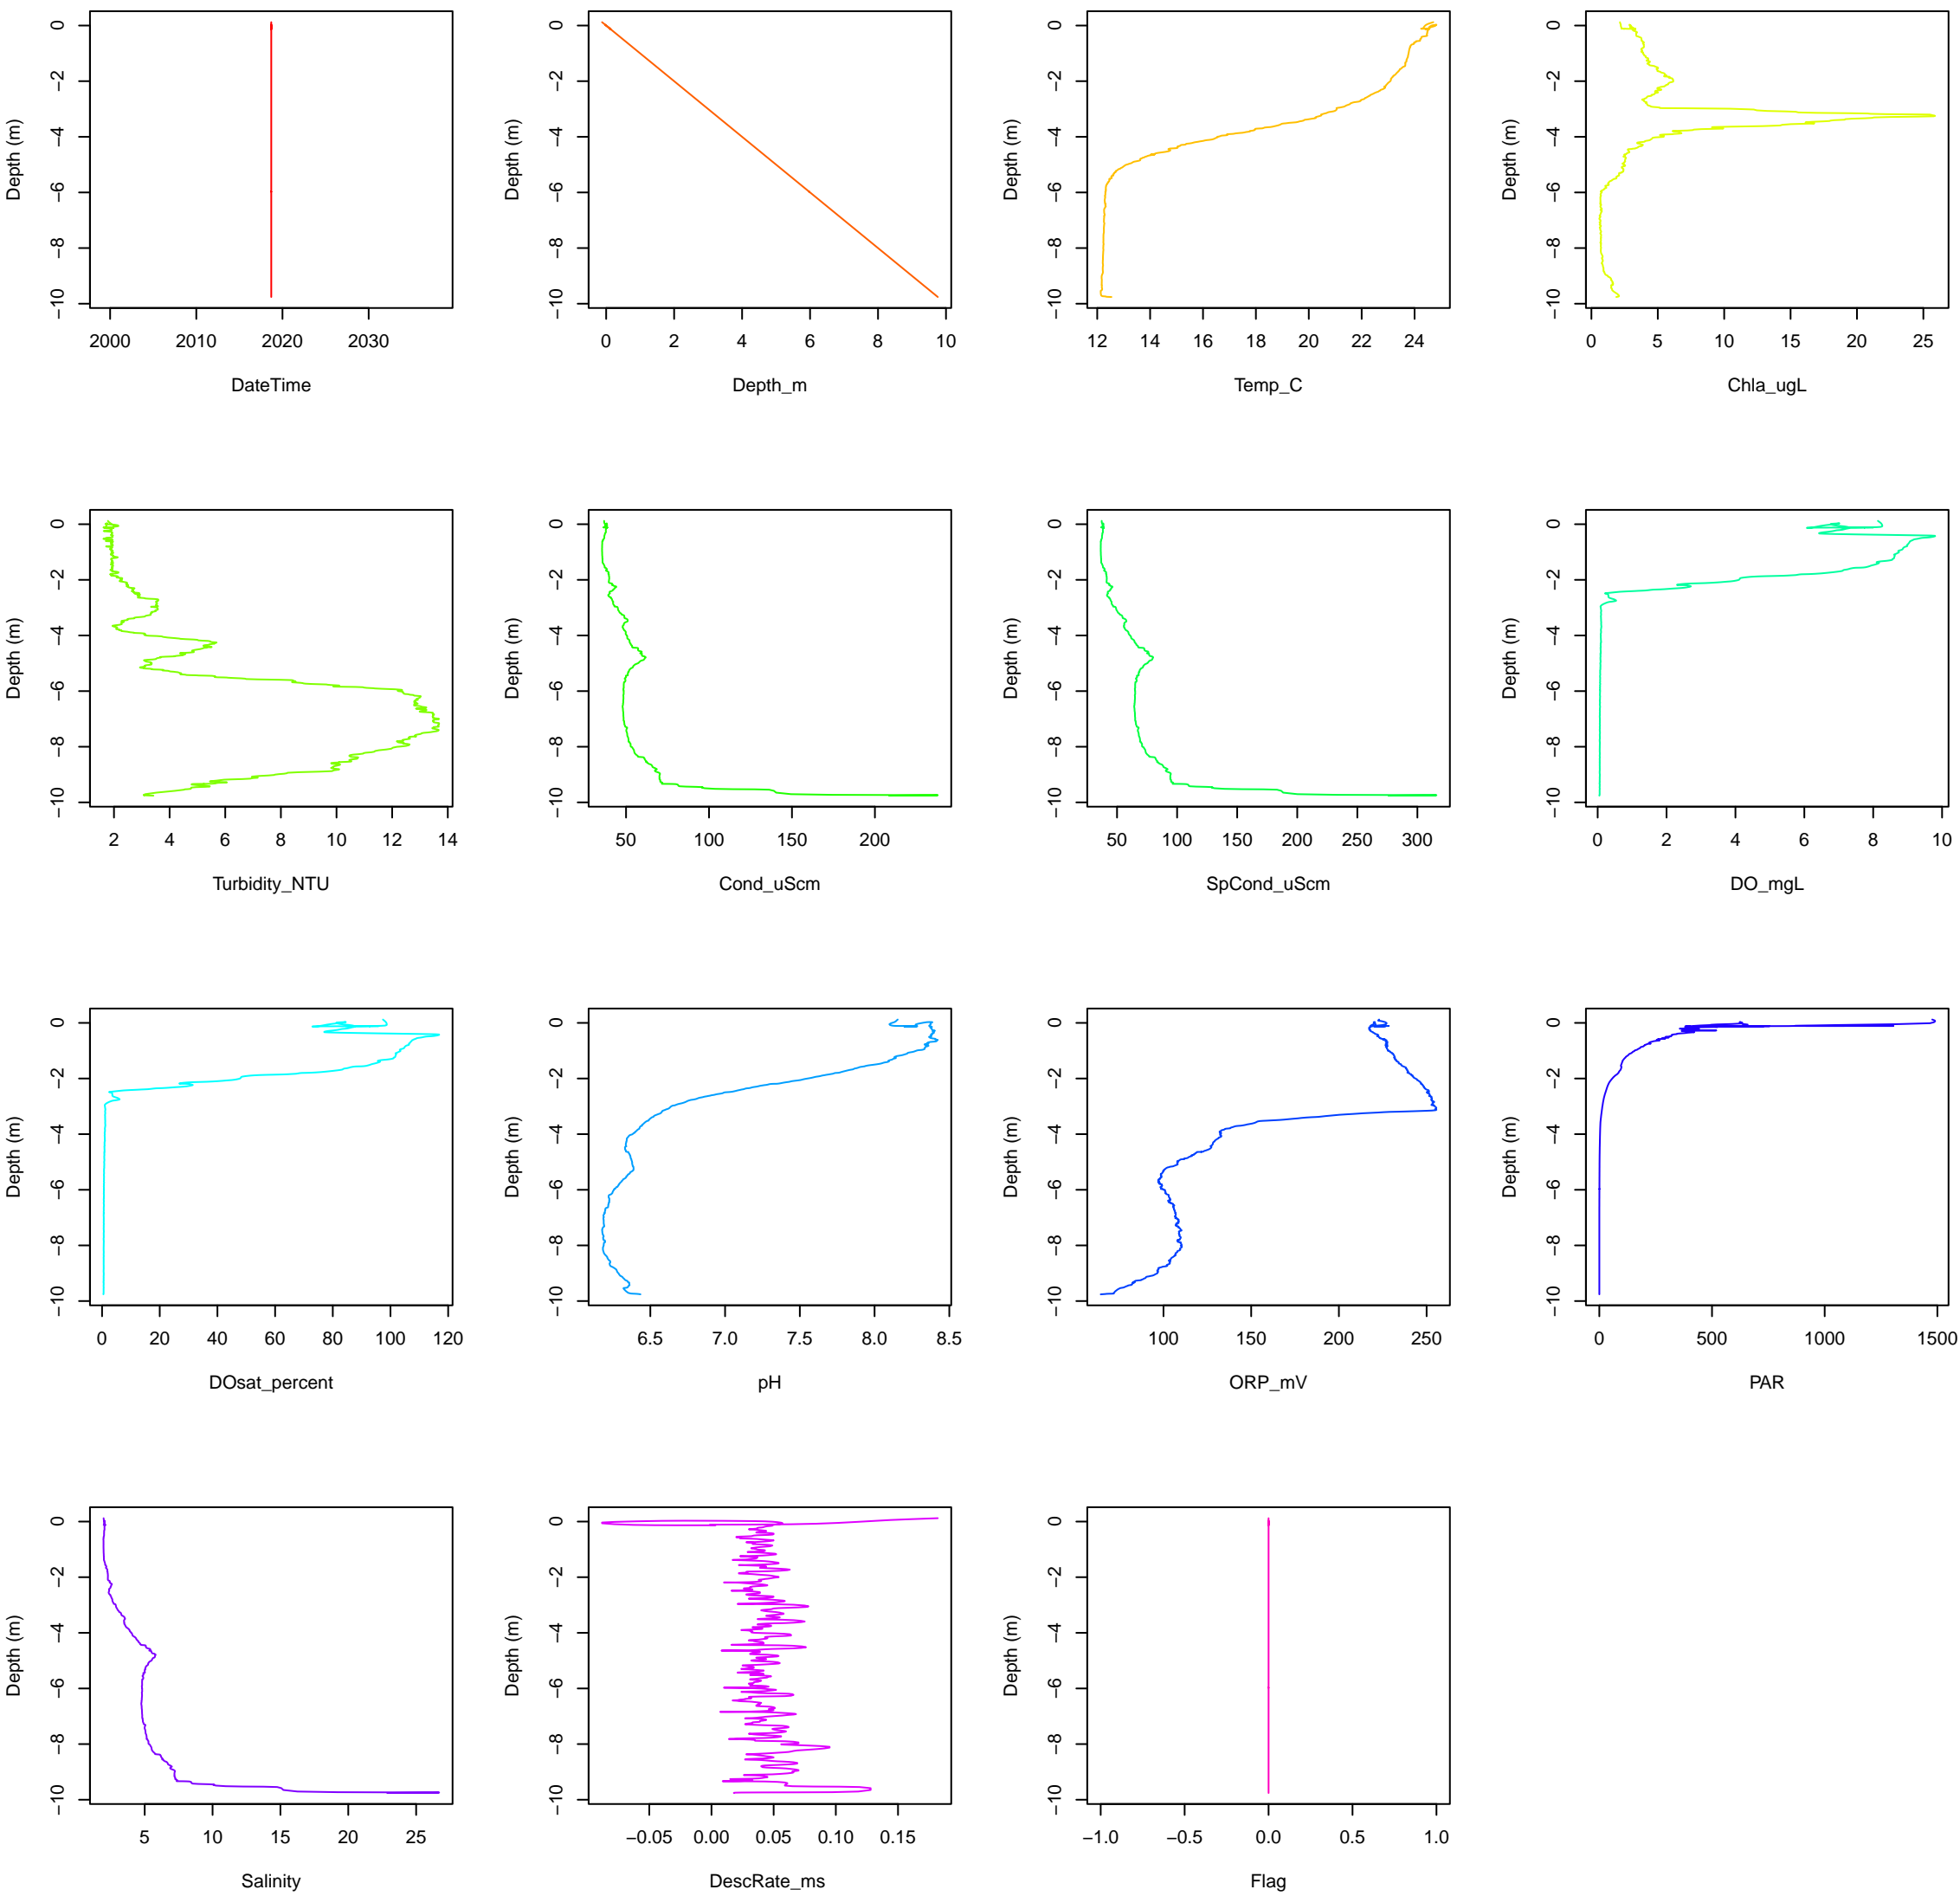 Depth (m)
0
−2
−4
−6
−8
−10
2000 2010 2020 2030
DateTime
Depth (m)
0
−2
−4
−6
−8
−10
0 2 4 6 8 10
Depth_m
Depth (m)
0
−2
−4
−6
−8
−10
12 14 16 18 20 22 24
Temp_C
Depth (m)
0
−2
−4
−6
−8
−10
0 5 10 15 20 25
Chla_ugL
Depth (m)
0
−2
−4
−6
−8
−10
2 4 6 8 10 12 14
Turbidity_NTU
Depth (m)
0
−2
−4
−6
−8
−10
50 100 150 200
Cond_uScm
Depth (m)
0
−2
−4
−6
−8
−10
50 100 150 200 250 300
SpCond_uScm
Depth (m)
0
−2
−4
−6
−8
−10
0 2 4 6 8 10
DO_mgL
Depth (m)
0
−2
−4
−6
−8
−10
0 20 40 60 80 100 120
DOsat_percent
Depth (m)
0
−2
−4
−6
−8
−10
6.5 7.0 7.5 8.0 8.5
pH
Depth (m)
0
−2
−4
−6
−8
−10
100 150 200 250
ORP_mV
Depth (m)
0
−2
−4
−6
−8
−10
0 500 1000 1500
PAR
Depth (m)
0
−2
−4
−6
−8
−10
5 10 15 20 25
Salinity
Depth (m)
0
−2
−4
−6
−8
−10
−0.05 0.00 0.05 0.10 0.15
DescRate_ms
Depth (m)
0
−2
−4
−6
−8
−10
−1.0 −0.5 0.0 0.5 1.0
Flag